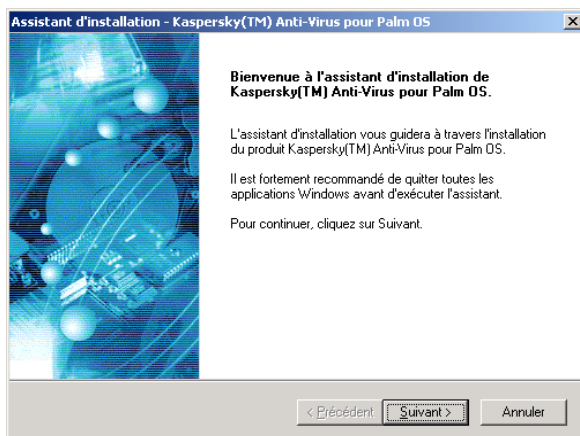 Assistant d'installation - Kaspersky(TM) Anti-Virus pour Palm OS
Bienvenue à l'assistant d'installation de
Kaspersky(TM) Anti-Virus pour Palm OS.
L'assistant d'installation vous guidera à travers l'installation
du produit Kaspersky(TM) Anti-Virus pour Palm OS.
Il est fortement recommandé de quitter toutes les
applications Windows avant d'exécuter l'assistant.
Pour continuer, cliquez sur Suivant.
< Précédent Suivant > Annuler